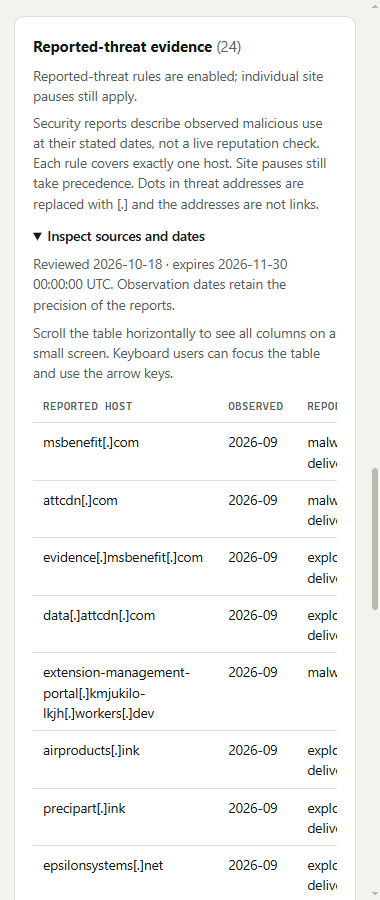 Reported-threat evidence (24)
Reported-threat rules are enabled; individual site
pauses still apply.
Security reports describe observed malicious use
at their stated dates, not a live reputation check.
Each rule covers exactly one host. Site pauses still
take precedence. Dots in threat addresses are
replaced with [.] and the addresses are not links.
▼ Inspect sources and dates
Reviewed 2026-10-18 · expires 2026-11-30
00:00:00 UTC. Observation dates retain the
precision of the reports.
Scroll the table horizontally to see all columns on a
small screen. Keyboard users can focus the table
and use the arrow keys.
REPORTED HOST OBSERVED
msbenefit[.]com 2026-09
attcdn[.]com 2026-09
evidence[.]msbenefit[.]com 2026-09
data[.]attcdn[.]com 2026-09
extension-management-
portal[.]kmjukilo-
lkjh[.]workers[.]dev 2026-09
airproducts[.]ink 2026-09
precipart[.]ink 2026-09
epsilonsystems[.]net 2026-09